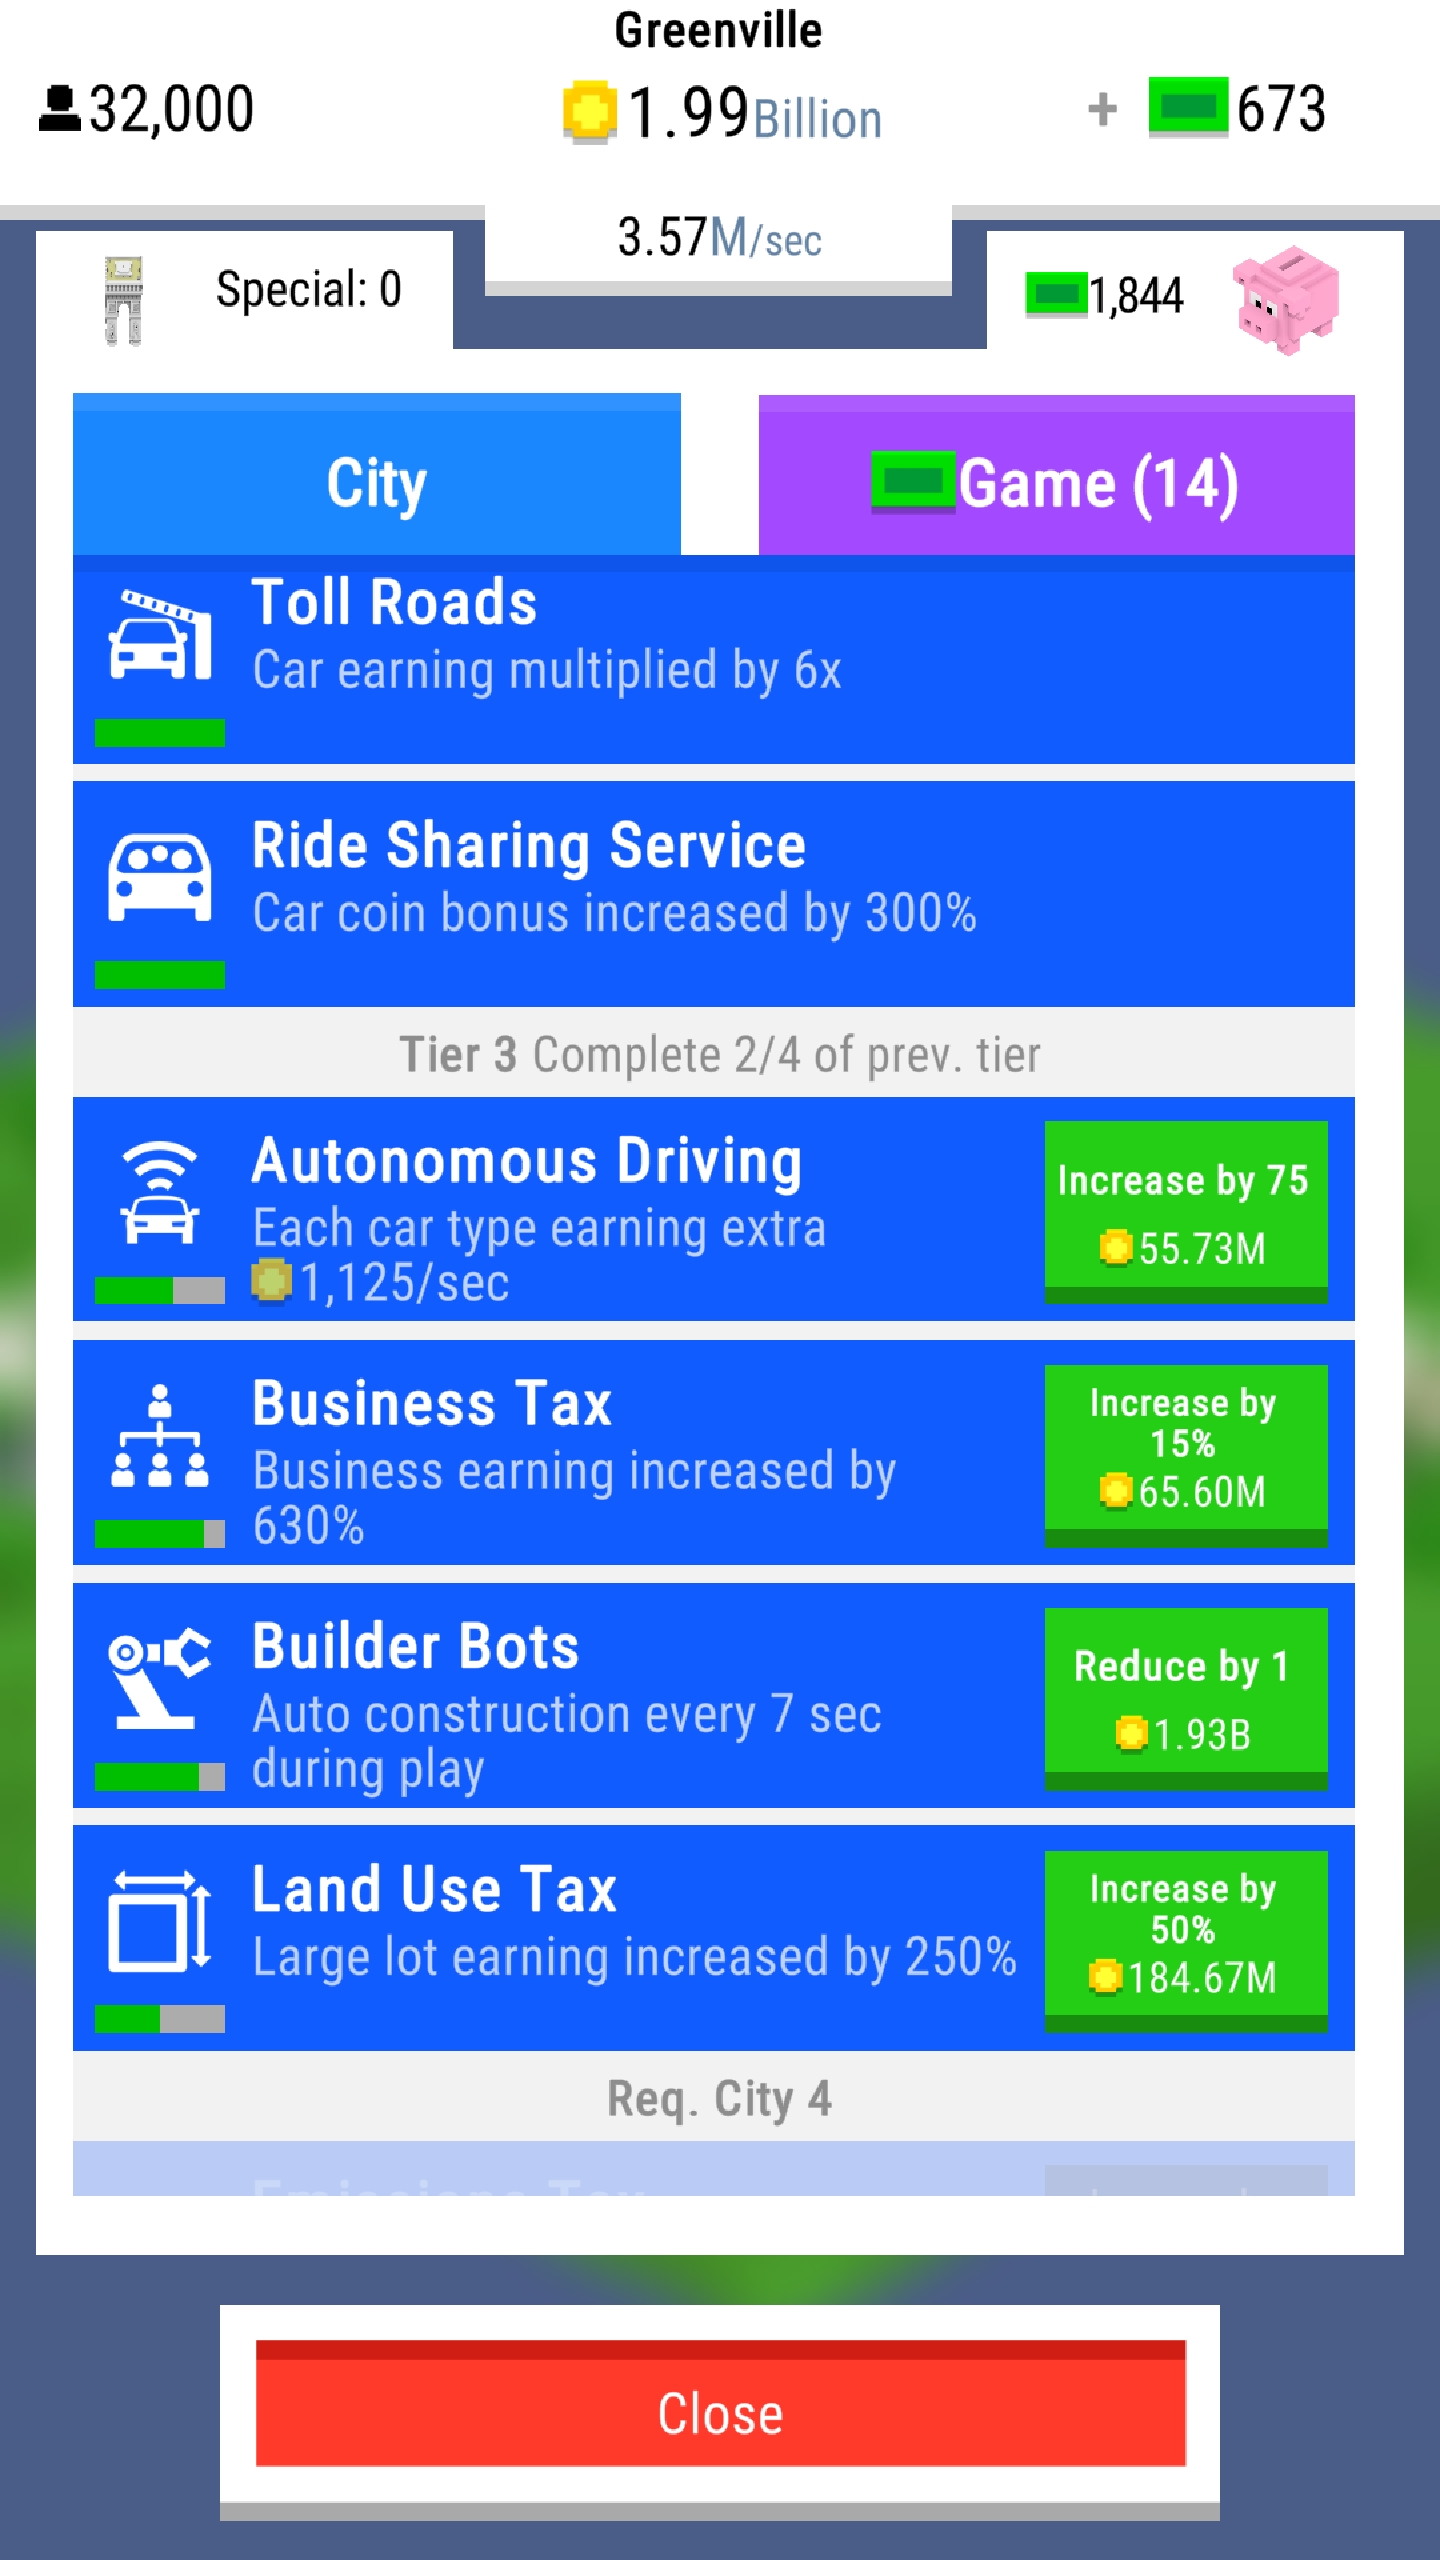 Greenville
32,000
1.99Billion
+ 673
3.57M/sec
Special: 0
1,844
City
Game (14)
Toll Roads
Car earning multiplied by 6x
Ride Sharing Service
Car coin bonus increased by 300%
Tier 3 Complete 2/4 of prev. tier
Autonomous Driving
Each car type earning extra
1,125/sec
Increase by 75
55.73M
Business Tax
Business earning increased by
630%
Increase by
15%
65.60M
Builder Bots
Auto construction every 7 sec
during play
Reduce by 1
1.93B
Land Use Tax
Large lot earning increased by 250%
Increase by
50%
184.67M
Req. City 4
Emissions Tax
Close